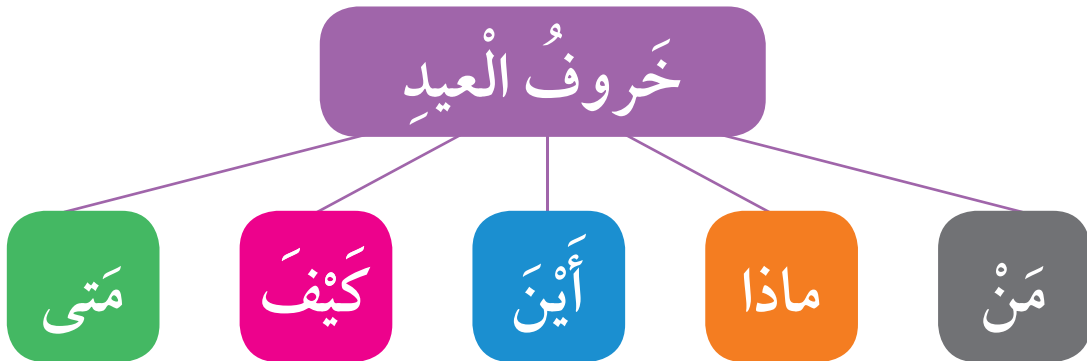 خَروفُ الْعيدِ
مَنْ
ماذا
أَيْنَ
كَيْفَ
مَتى